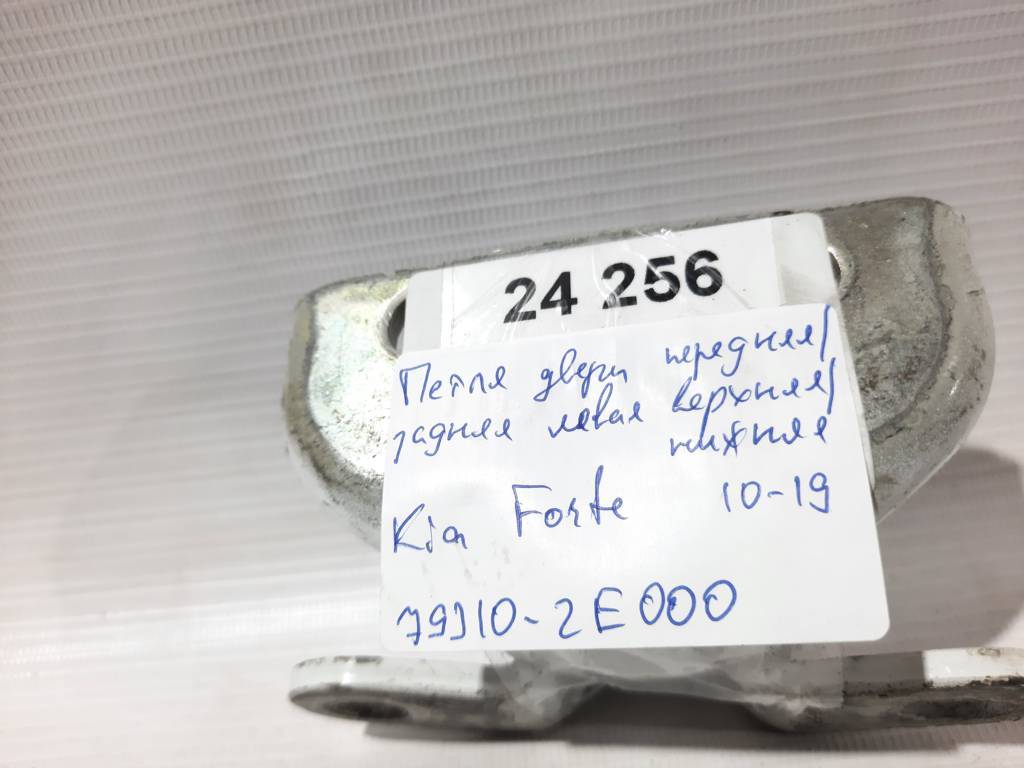 24 256
Петля двери передняя/
задняя левая верхняя/
нижняя
Kia Forte 10-19
79310-2E000